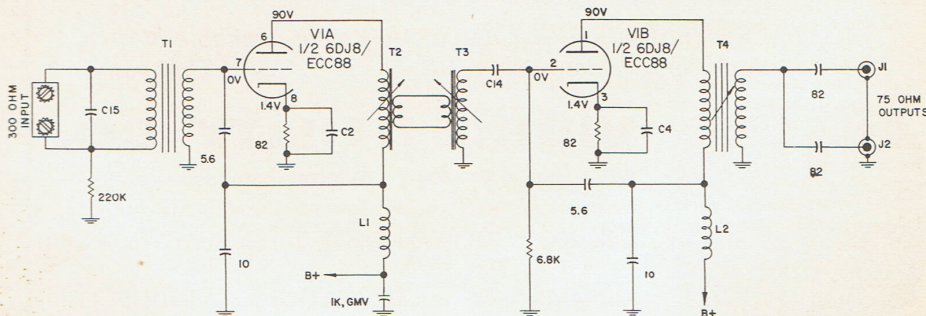 90V
6
V1A
1/2 6DJ8/
ECC88
T1
7
0V
8
1.4V
T2
T3
90V
1
V1B
1/2 6DJ8/
ECC88
T4
2
0V
3
1.4V
C14
300 OHM
INPUT
C15
220K
5.6
82
C2
82
C4
82
82
J1
75 OHM
OUTPUTS
J2
L1
10
B+
1K, GMV
5.6
6.8K
10
L2
B+